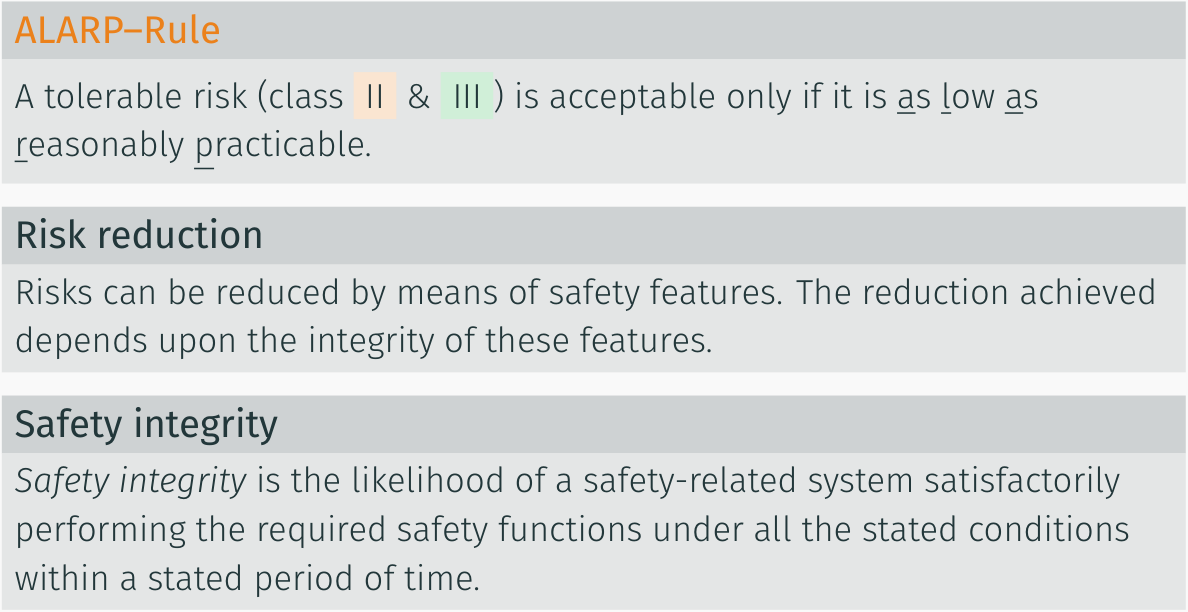 ALARP–Rule
A tolerable risk (class II & III) is acceptable only if it is as low as
reasonably practicable.
Risk reduction
Risks can be reduced by means of safety features. The reduction achieved
depends upon the integrity of these features.
Safety integrity
Safety integrity is the likelihood of a safety-related system satisfactorily
performing the required safety functions under all the stated conditions
within a stated period of time.